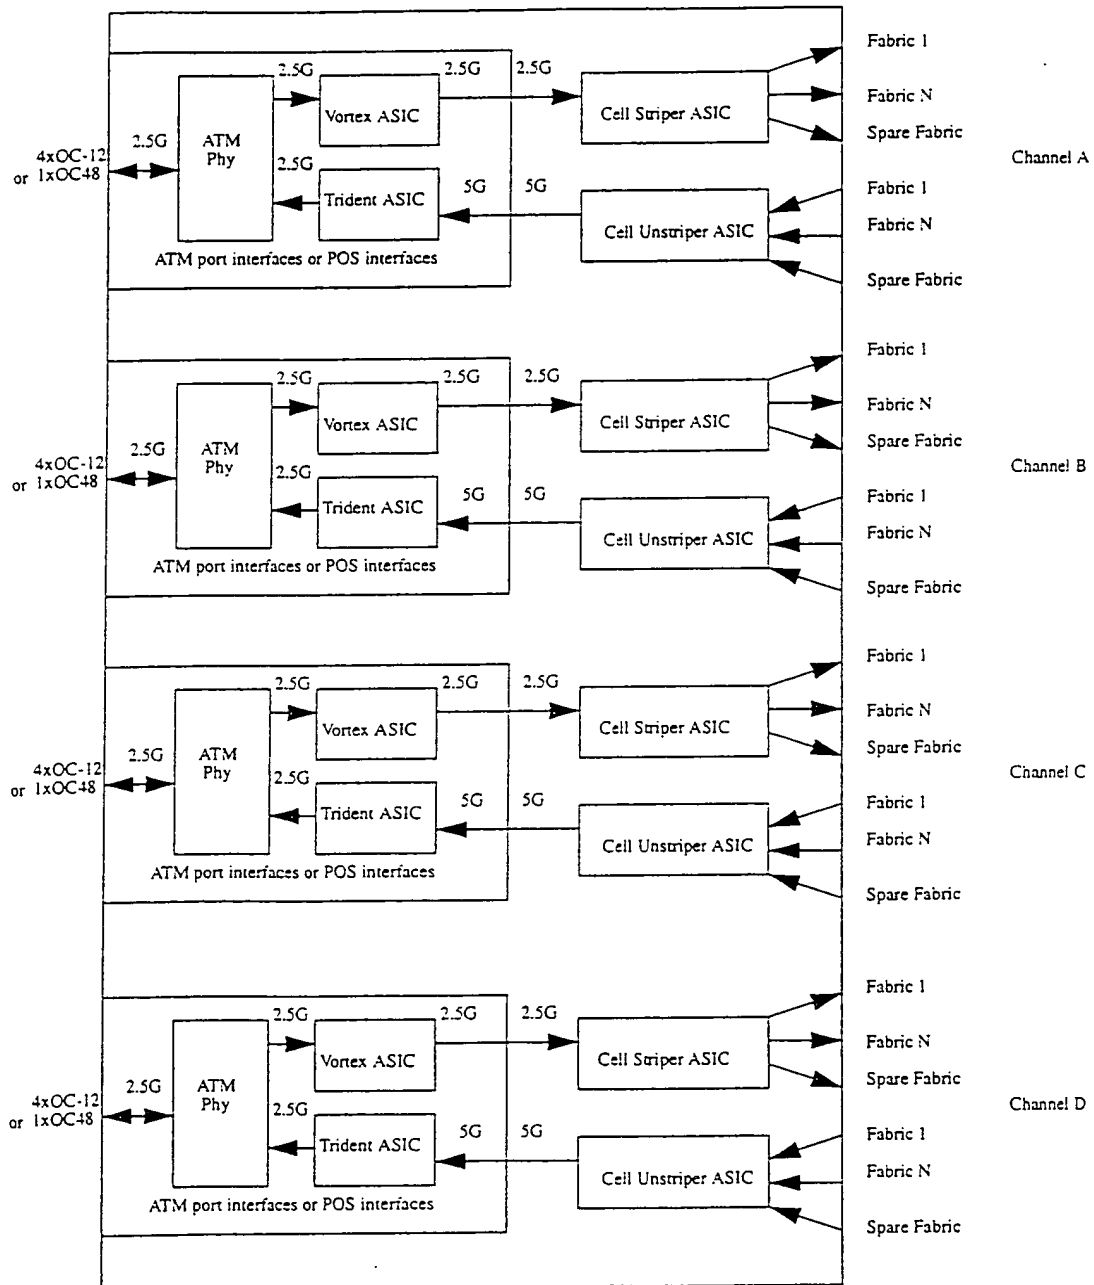 Fabric 1
2.5G 2.5G 2.5G
Fabric N
Vortex ASIC
Cell Striper ASIC
Spare Fabric
ATM
Phy
2.5G
4xOC-12
or 1xOC48
2.5G
Channel A
5G 5G
Fabric 1
Trident ASIC
Fabric N
Cell Unstriper ASIC
ATM port interfaces or POS interfaces
Spare Fabric
Fabric 1
2.5G 2.5G 2.5G
Fabric N
Vortex ASIC
Cell Striper ASIC
Spare Fabric
ATM
Phy
2.5G
4xOC-12
or 1xOC48
2.5G
Channel B
5G 5G
Fabric 1
Trident ASIC
Fabric N
Cell Unstriper ASIC
ATM port interfaces or POS interfaces
Spare Fabric
Fabric 1
2.5G 2.5G 2.5G
Fabric N
Vortex ASIC
Cell Striper ASIC
Spare Fabric
ATM
Phy
2.5G
4xOC-12
or 1xOC48
2.5G
Channel C
5G 5G
Fabric 1
Trident ASIC
Fabric N
Cell Unstriper ASIC
ATM port interfaces or POS interfaces
Spare Fabric
Fabric 1
2.5G 2.5G 2.5G
Fabric N
Vortex ASIC
Cell Striper ASIC
Spare Fabric
ATM
Phy
2.5G
4xOC-12
or 1xOC48
2.5G
Channel D
5G 5G
Fabric 1
Trident ASIC
Fabric N
Cell Unstriper ASIC
ATM port interfaces or POS interfaces
Spare Fabric